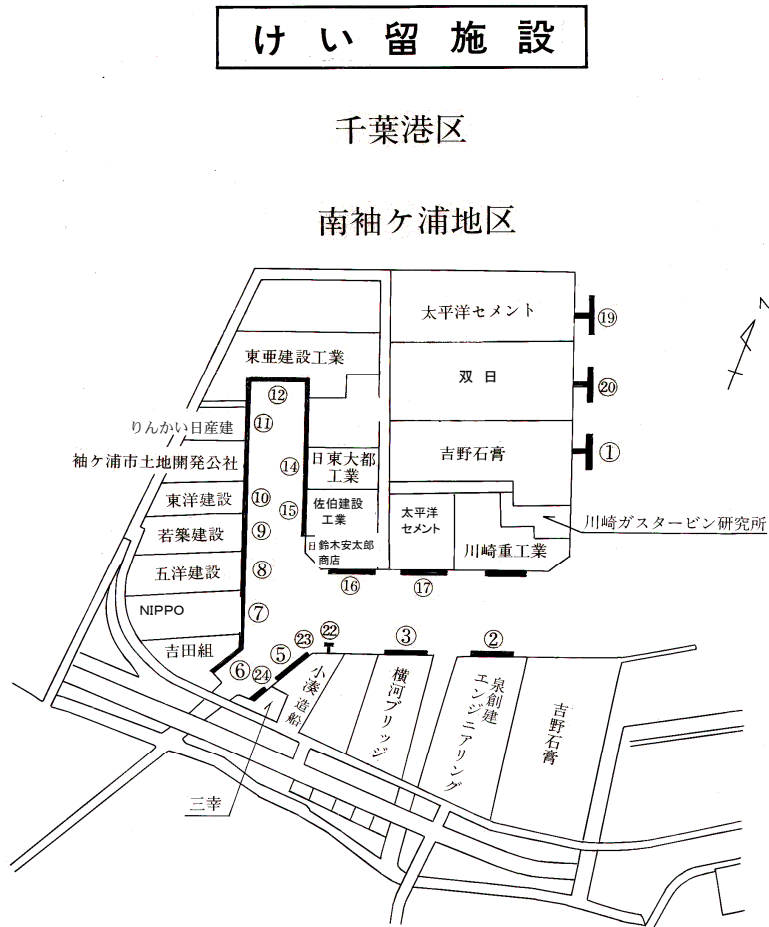 けい留施設
千葉港区
南袖ケ浦地区
N
太平洋セメント
⑲
東亜建設工業
双日
⑳
⑫
りんかい日産建
⑪
吉野石膏
①
袖ケ浦市土地開発公社
⑭
日東大都
工業
東洋建設
⑩
⑮
佐伯建設
工業
太平洋
セメント
川崎ガスタービン研究所
若築建設
⑨
日
鈴木安太郎
商店
川崎重工業
五洋建設
⑧
⑯
⑰
NIPPO
⑦
吉田組
⑥
㉔
⑤
㉓
㉒
③
②
小湊造船
横河ブリッジ
泉創建
エンジニアリング
吉野石膏
三幸